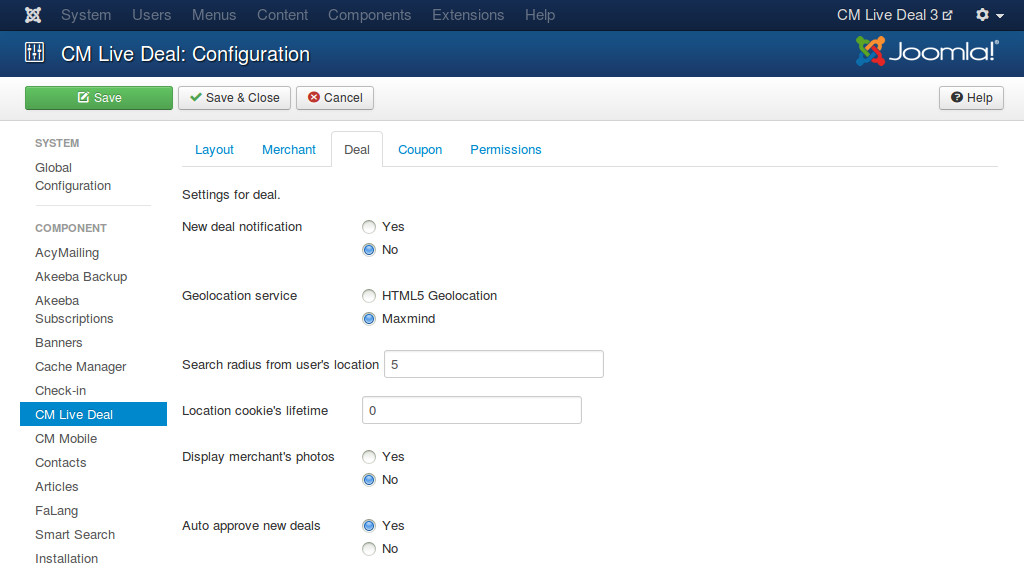 System Users Menus Content Components Extensions Help CM Live Deal 3
CM Live Deal: Configuration Joomla!®
Save Save & Close Cancel Help
SYSTEM
Global
Configuration
COMPONENT
AcyMailing
Akeeba Backup
Akeeba
Subscriptions
Banners
Cache Manager
Check-in
CM Live Deal
CM Mobile
Contacts
Articles
FaLang
Smart Search
Installation
Layout Merchant Deal Coupon Permissions
Settings for deal.
New deal notification Yes
No
Geolocation service HTML5 Geolocation
Maxmind
Search radius from user's location 5
Location cookie's lifetime 0
Display merchant's photos Yes
No
Auto approve new deals Yes
No